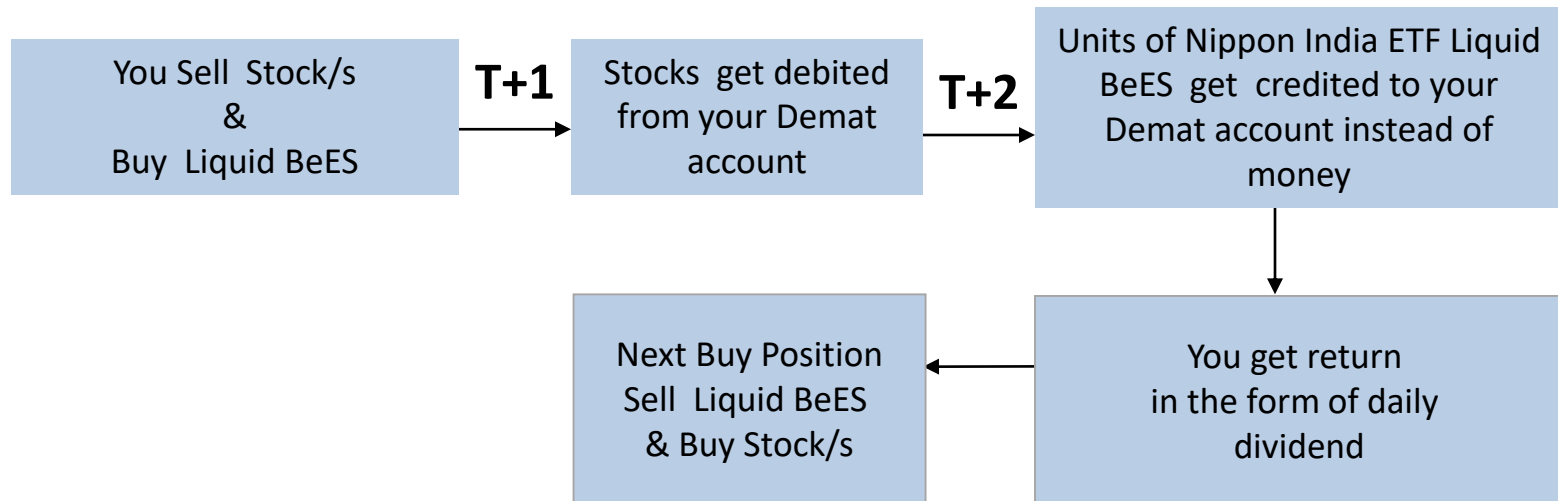 You Sell Stock/s
&
Buy Liquid BeES
T+1
Stocks get debited
from your Demat
account
T+2
Units of Nippon India ETF Liquid
BeES get credited to your
Demat account instead of
money
You get return
in the form of daily
dividend
Next Buy Position
Sell Liquid BeES
& Buy Stock/s